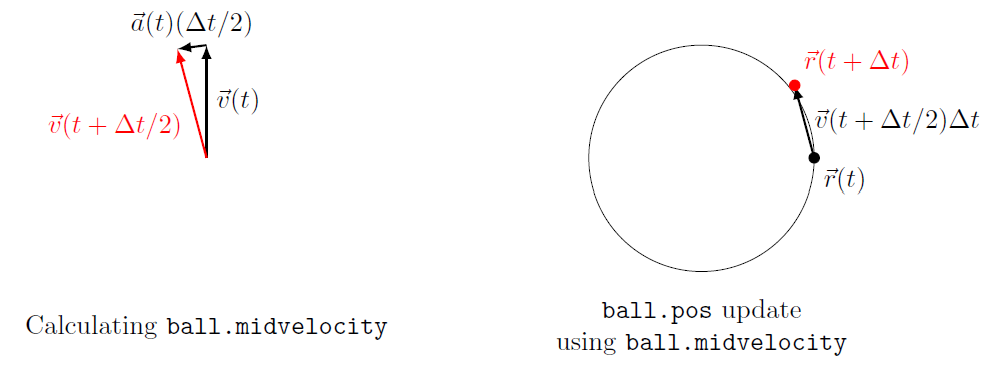 $\vec{a}(t)(\Delta t/2)$
$\vec{v}(t)$
$\vec{v}(t + \Delta t/2)$
Calculating ball.midvelocity
$\vec{r}(t + \Delta t)$
$\vec{v}(t + \Delta t/2)\Delta t$
$\vec{r}(t)$
ball.pos update
using ball.midvelocity